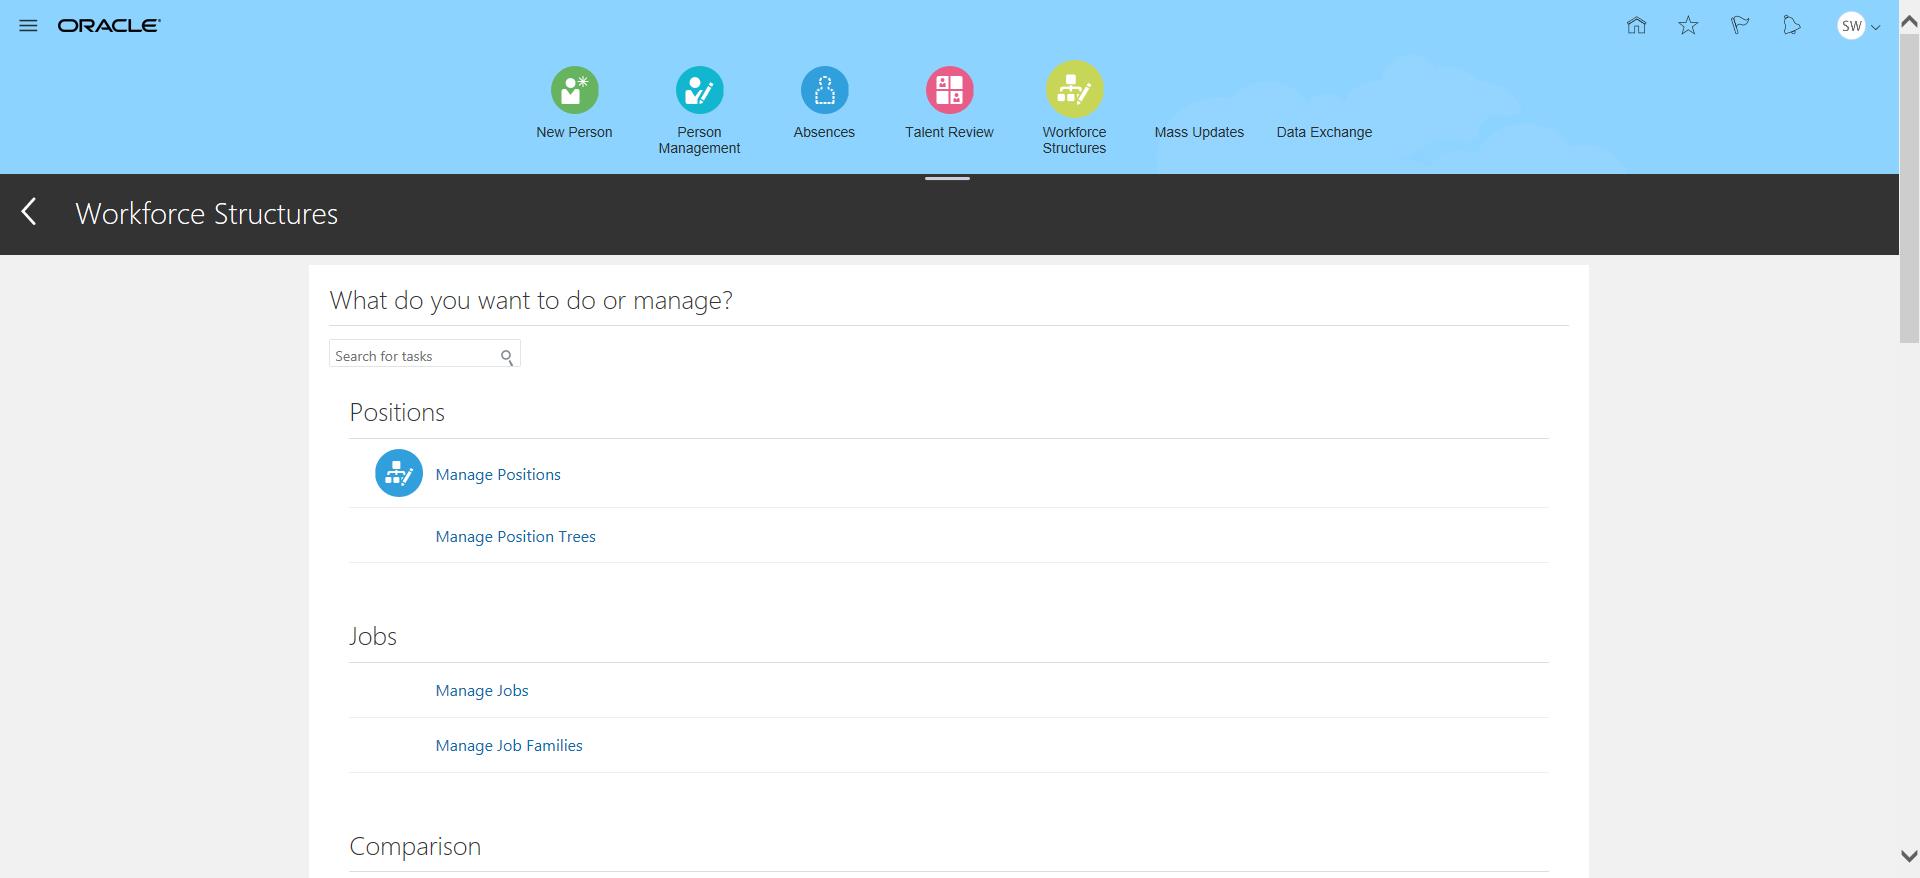 ORACLE
SW
New Person
Person Management
Absences
Talent Review
Workforce Structures
Mass Updates
Data Exchange
Workforce Structures
What do you want to do or manage?
Search for tasks
Positions
Manage Positions
Manage Position Trees
Jobs
Manage Jobs
Manage Job Families
Comparison